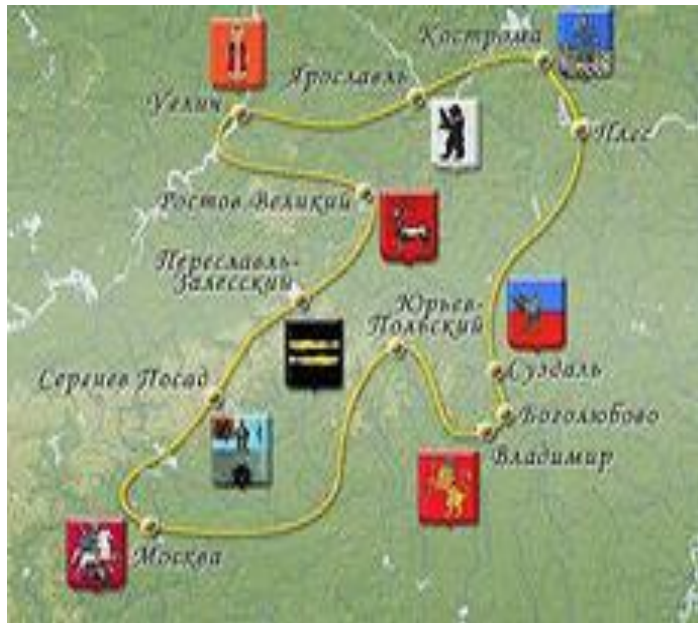 Кострома
Ярославль
Углич
Плес
Ростов Великий
Переславль-
Залесский
Юрьев-
Польский
Сергиев Посад
Суздаль
Боголюбово
Владимир
Москва